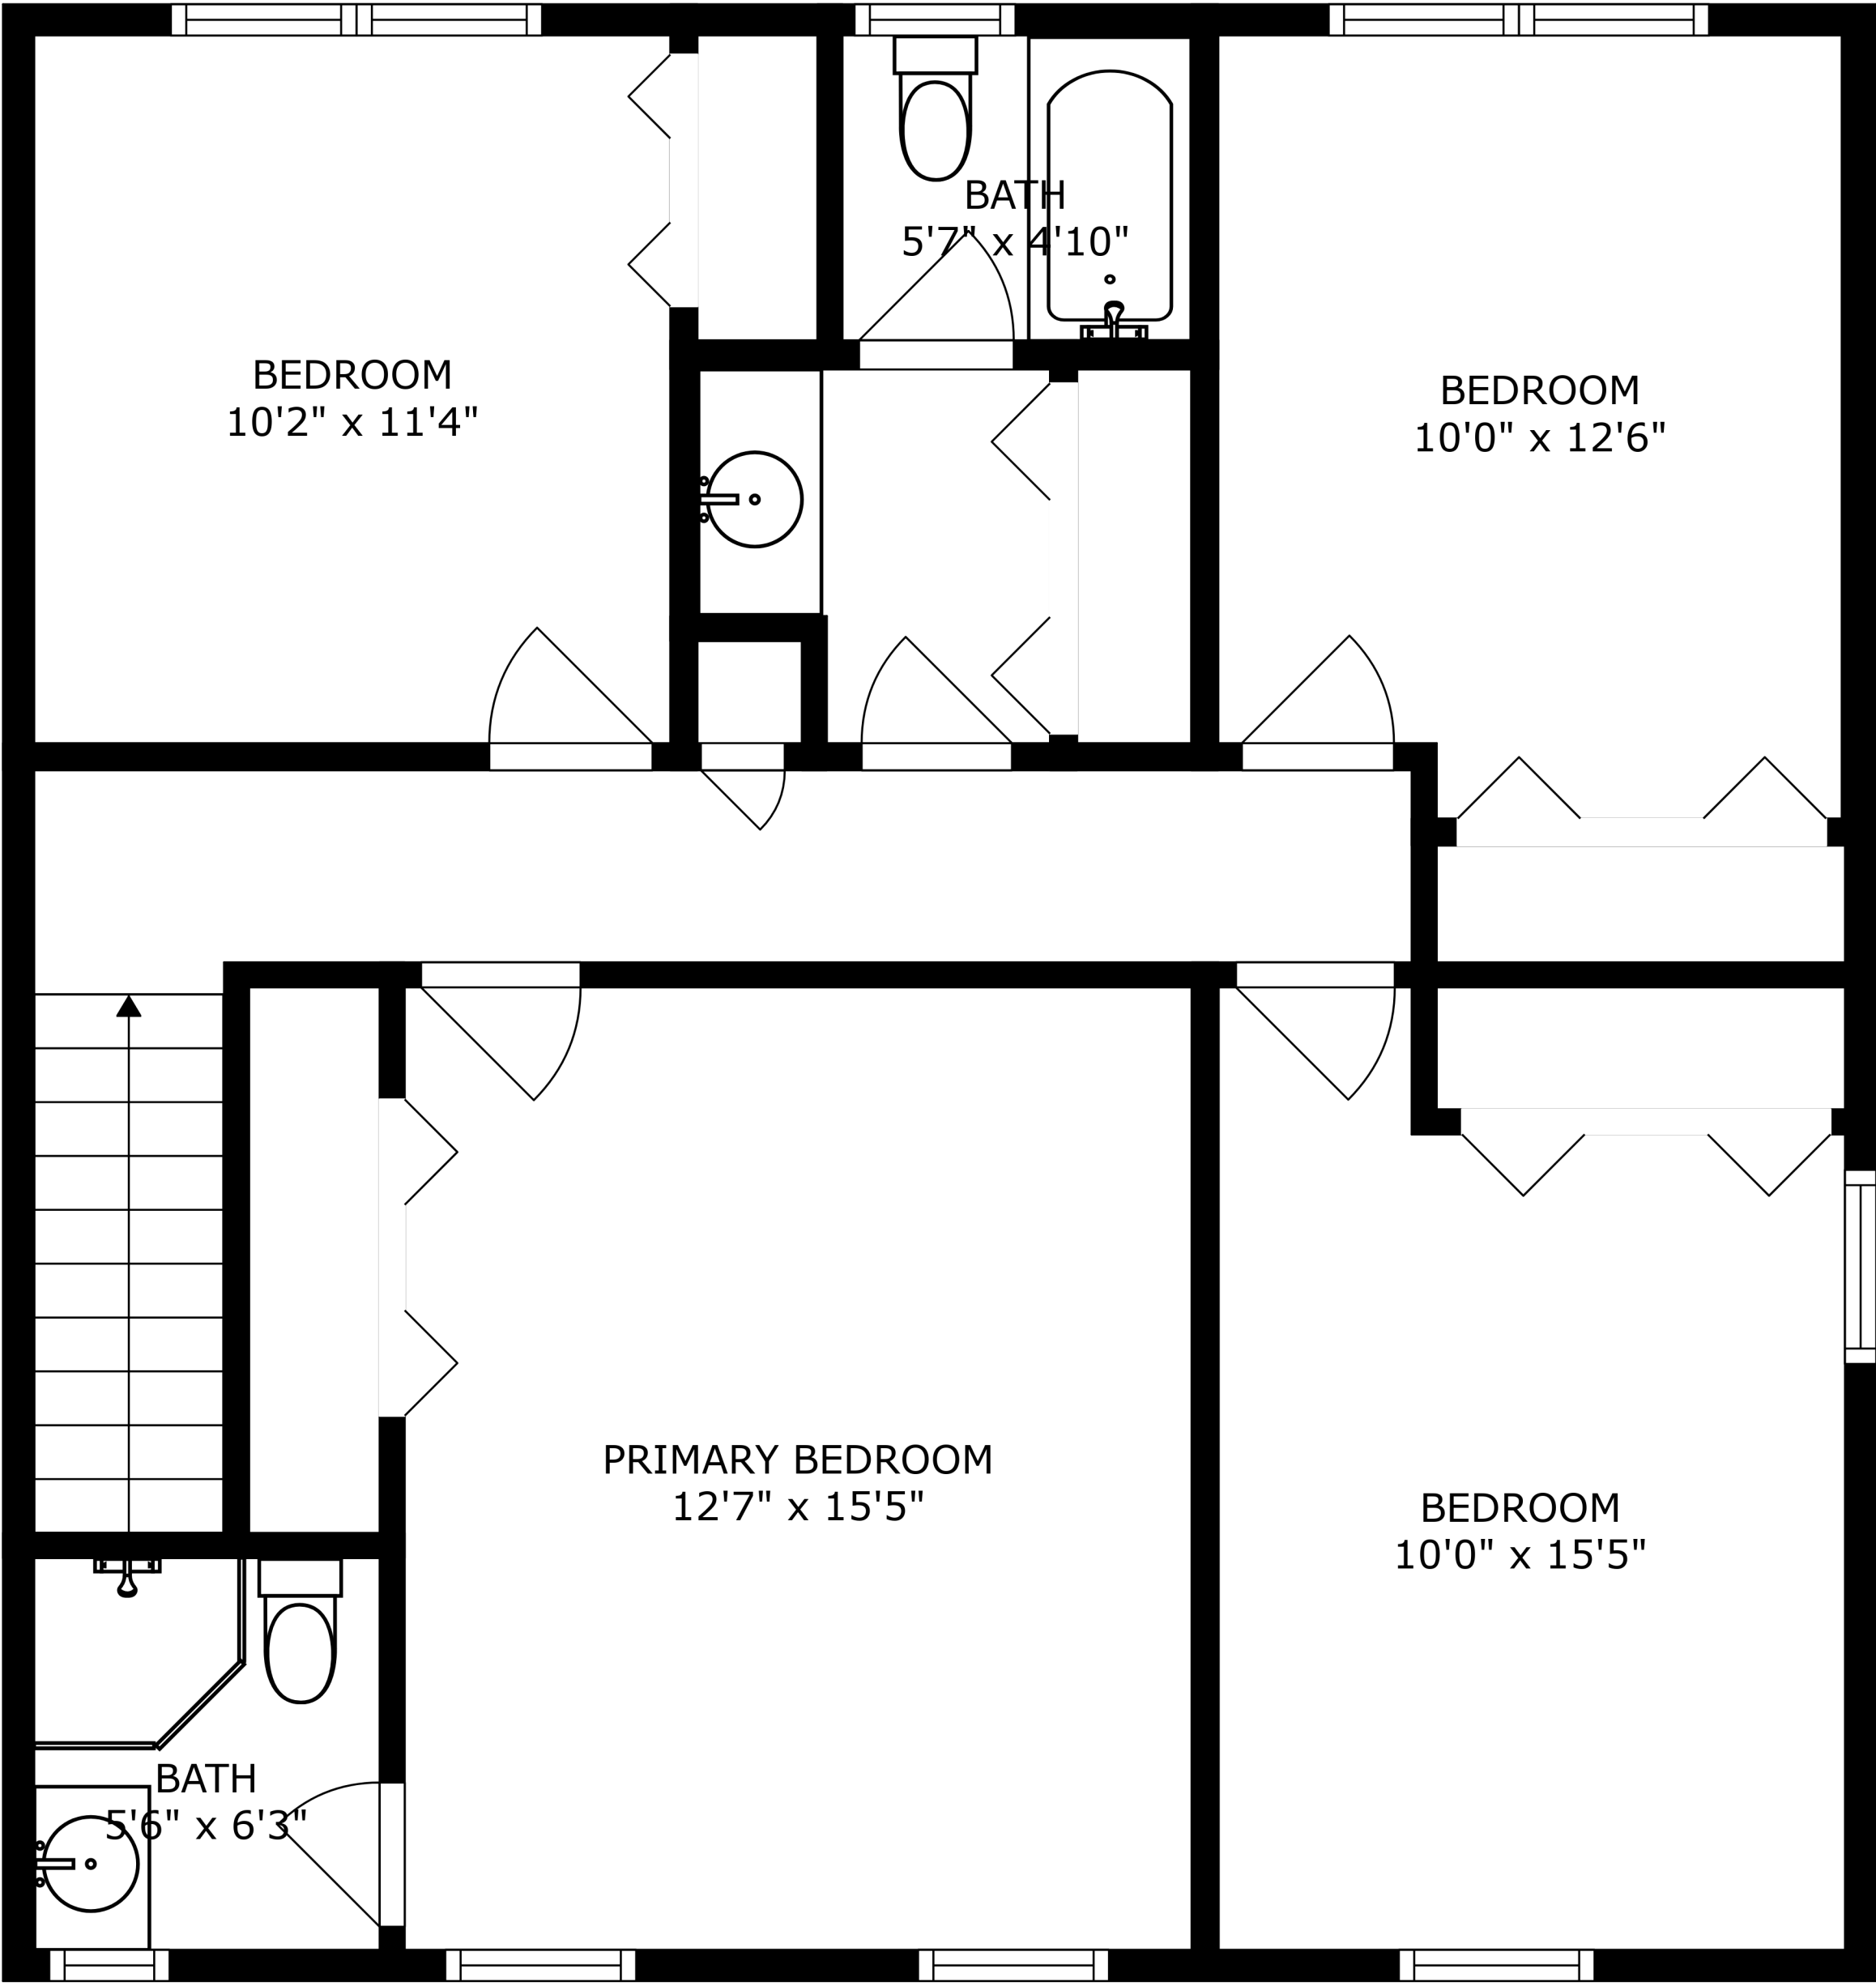 BATH
5'7" x 4'10"
BEDROOM
10'2" x 11'4"
BEDROOM
10'0" x 12'6"
PRIMARY BEDROOM
12'7" x 15'5"
BEDROOM
10'0" x 15'5"
BATH
5'6" x 6'3"